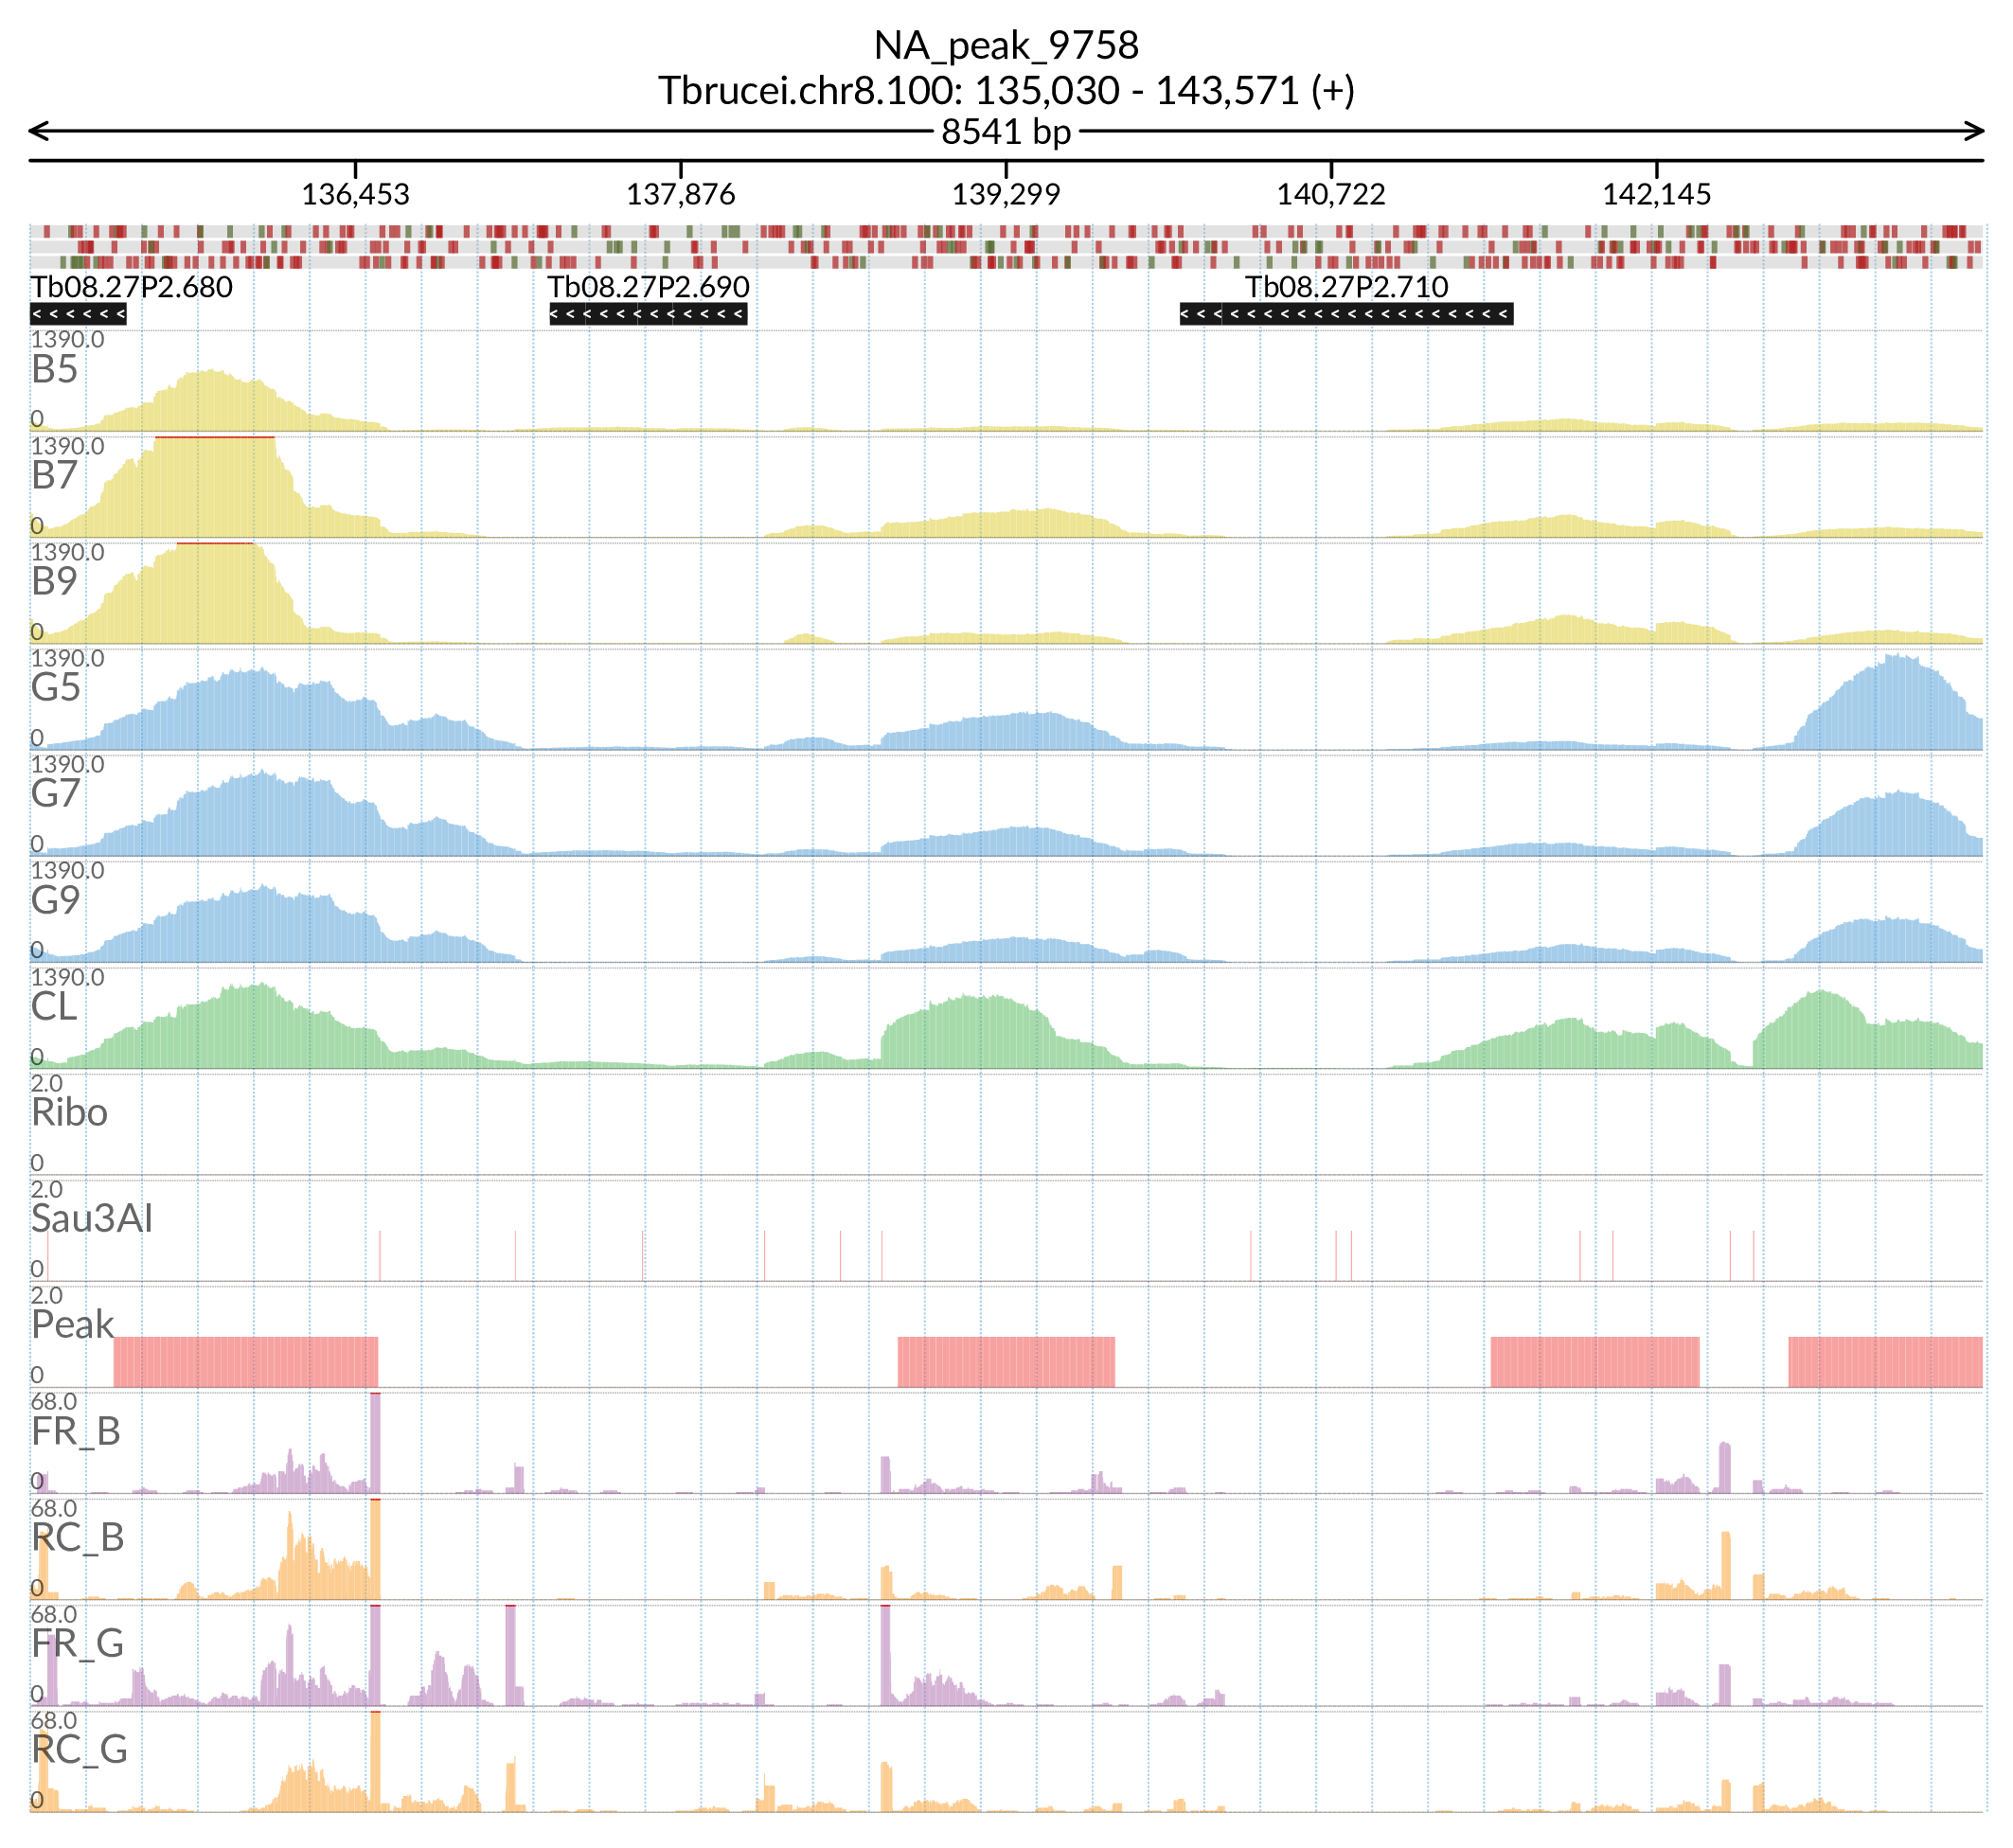 NA_peak_9758
Tbrucei.chr8.100: 135,030 - 143,571 (+)
8541 bp
136,453 137,876 139,299 140,722 142,145
Tb08.27P2.680 Tb08.27P2.690 Tb08.27P2.710
1390.0
B5
0
1390.0
B7
0
1390.0
B9
0
1390.0
G5
0
1390.0
G7
0
1390.0
G9
0
1390.0
CL
0
2.0
Ribo
0
2.0
Sau3AI
0
2.0
Peak
0
68.0
FR_B
0
68.0
RC_B
0
68.0
FR_G
0
68.0
RC_G
0